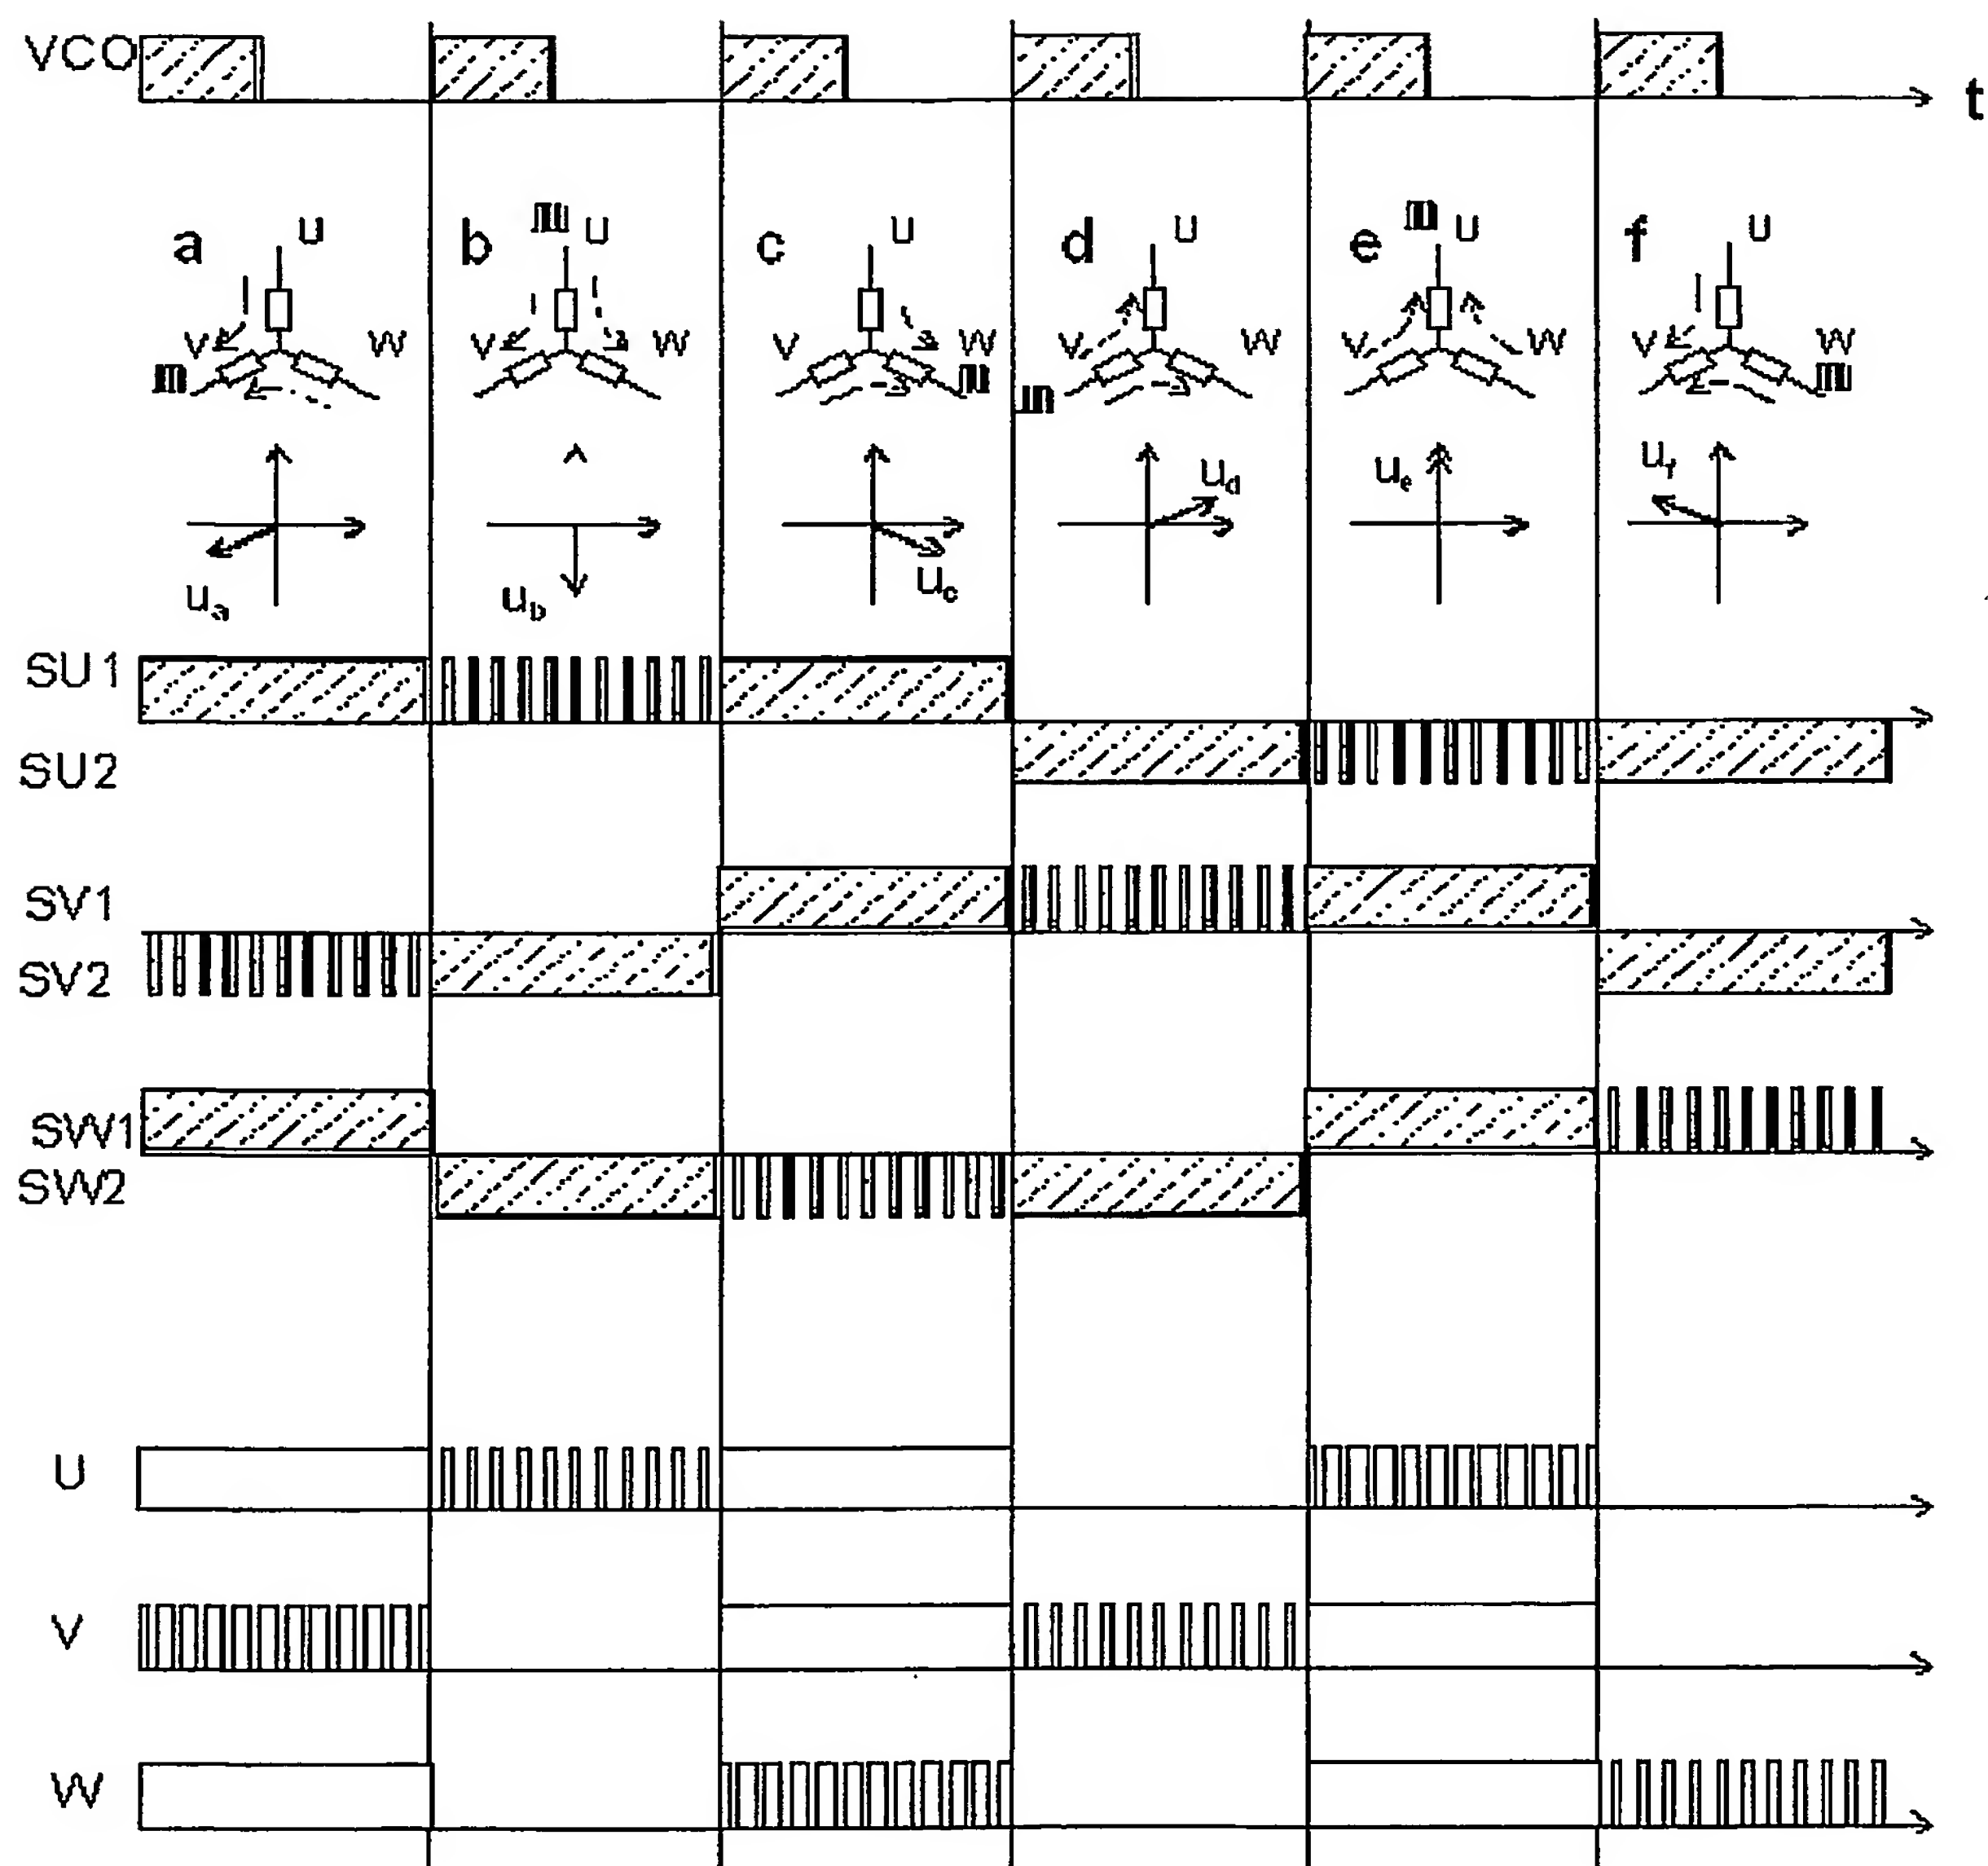 VCO
t
a U V W
b U V W
c U V W
d U V W
e U V W
f U V W
u_a
u_b
u_c
u_d
u_e
u_f
SU1
SU2
SV1
SV2
SW1
SW2
U
V
W